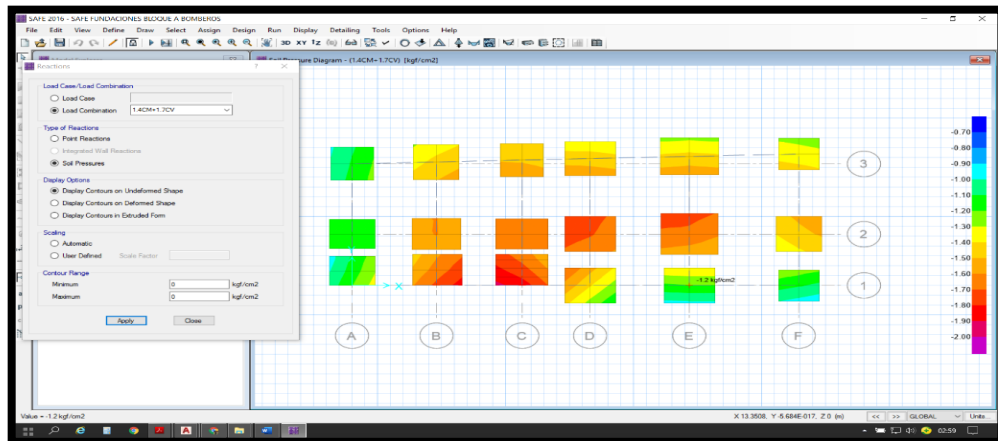 SAFE 2016 - SAFE FUNDACIONES BLOQUE A BOMBEROS
File Edit View Define Draw Select Assign Design Run Display Detailing Tools Options Help
Soil Pressure Diagram - (1.4CM+1.7CV) [kgf/cm2]
Reactions
Load Case/Load Combination
Load Case
Load Combination 1.4CM+1.7CV
Type of Reactions
Point Reactions
Integrated Wall Reactions
Soil Pressures
Display Options
Display Contours on Undeformed Shape
Display Contours on Deformed Shape
Display Contours in Extruded Form
Scaling
Automatic
User Defined Scale Factor
Contour Range
Minimum 0 kgf/cm2
Maximum 0 kgf/cm2
Apply Close
3
2
1
X
-1.2 kgf/cm2
A B C D E F
-0.70
-0.80
-0.90
-1.00
-1.10
-1.20
-1.30
-1.40
-1.50
-1.60
-1.70
-1.80
-1.90
-2.00
Value = -1.2 kgf/cm2
X 13.3508, Y -5.684E-017, Z 0 (m) << >> GLOBAL Units...
02:59